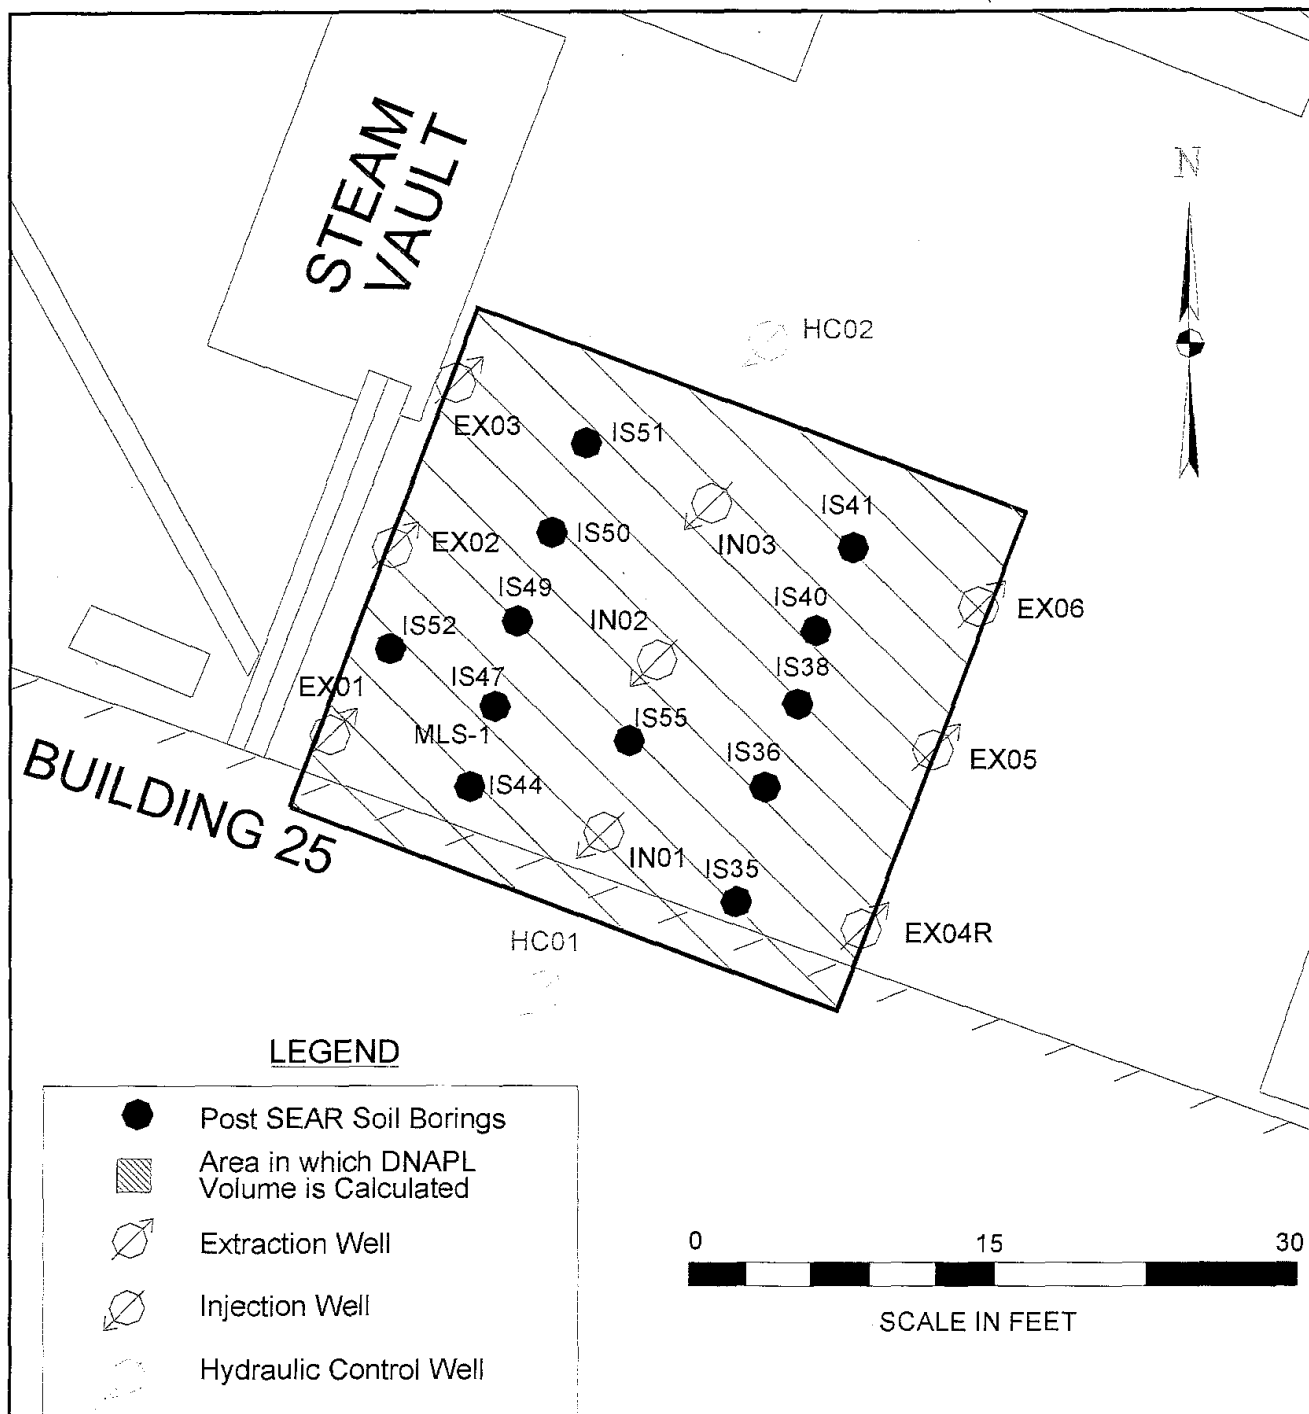 STEAM
VAULT
N
HC02
EX03
IS51
IS41
IN03
IS50
EX02
IS49
IS40
EX06
IN02
IS52
IS38
EX01
IS47
IS55
MLS-1
IS36
EX05
IS44
BUILDING 25
IN01
IS35
EX04R
HC01
LEGEND
Post SEAR Soil Borings
Area in which DNAPL
Volume is Calculated
Extraction Well
Injection Well
Hydraulic Control Well
0 15 30
SCALE IN FEET